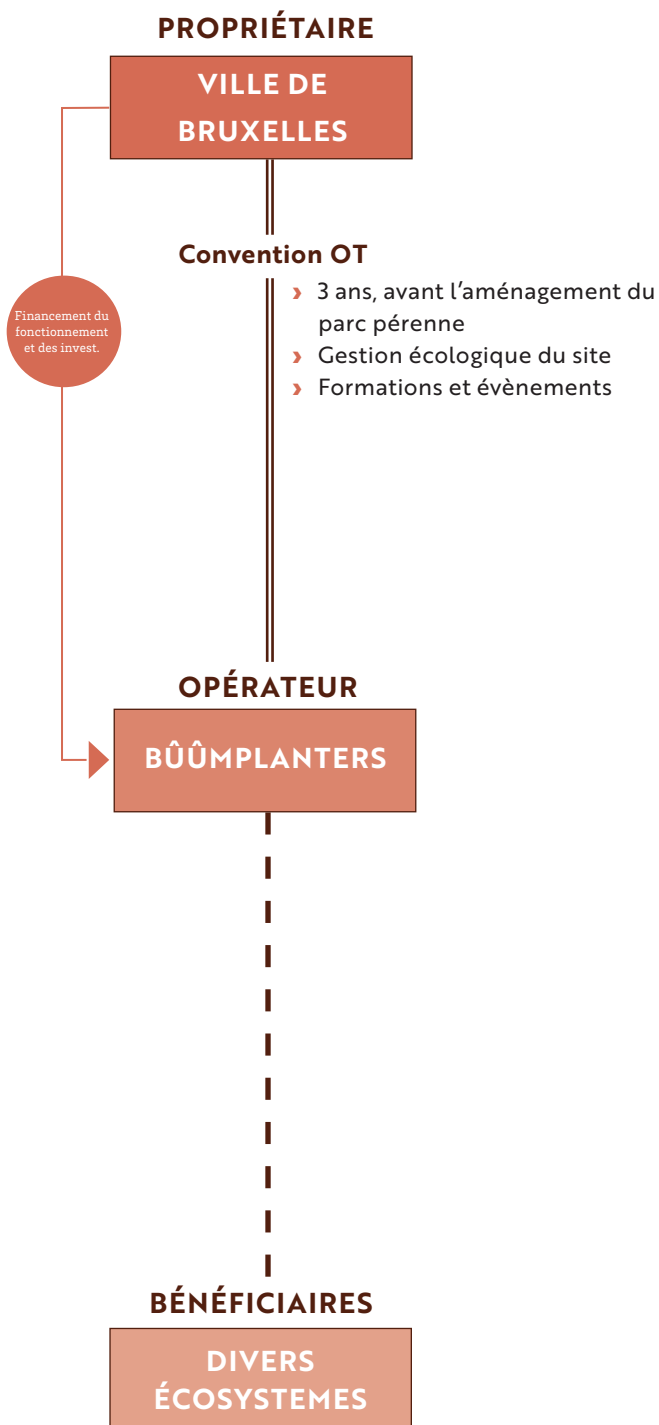 PROPRIÉTAIRE
VILLE DE
BRUXELLES
Convention OT
› 3 ans, avant l’aménagement du
parc pérenne
› Gestion écologique du site
› Formations et évènements
Financement du
fonctionnement
et des invest.
OPÉRATEUR
BÛÛMPLANTERS
BÉNÉFICIAIRES
DIVERS
ÉCOSYSTEMES